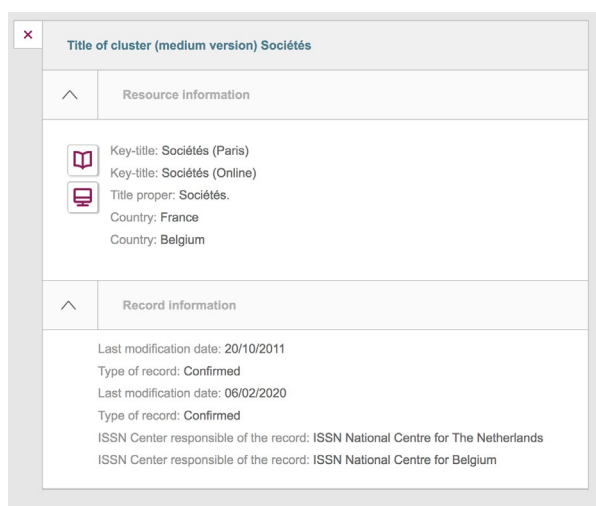 Title of cluster (medium version) Sociétés
Resource information
Key-title: Sociétés (Paris)
Key-title: Sociétés (Online)
Title proper: Sociétés.
Country: France
Country: Belgium
Record information
Last modification date: 20/10/2011
Type of record: Confirmed
Last modification date: 06/02/2020
Type of record: Confirmed
ISSN Center responsible of the record: ISSN National Centre for The Netherlands
ISSN Center responsible of the record: ISSN National Centre for Belgium